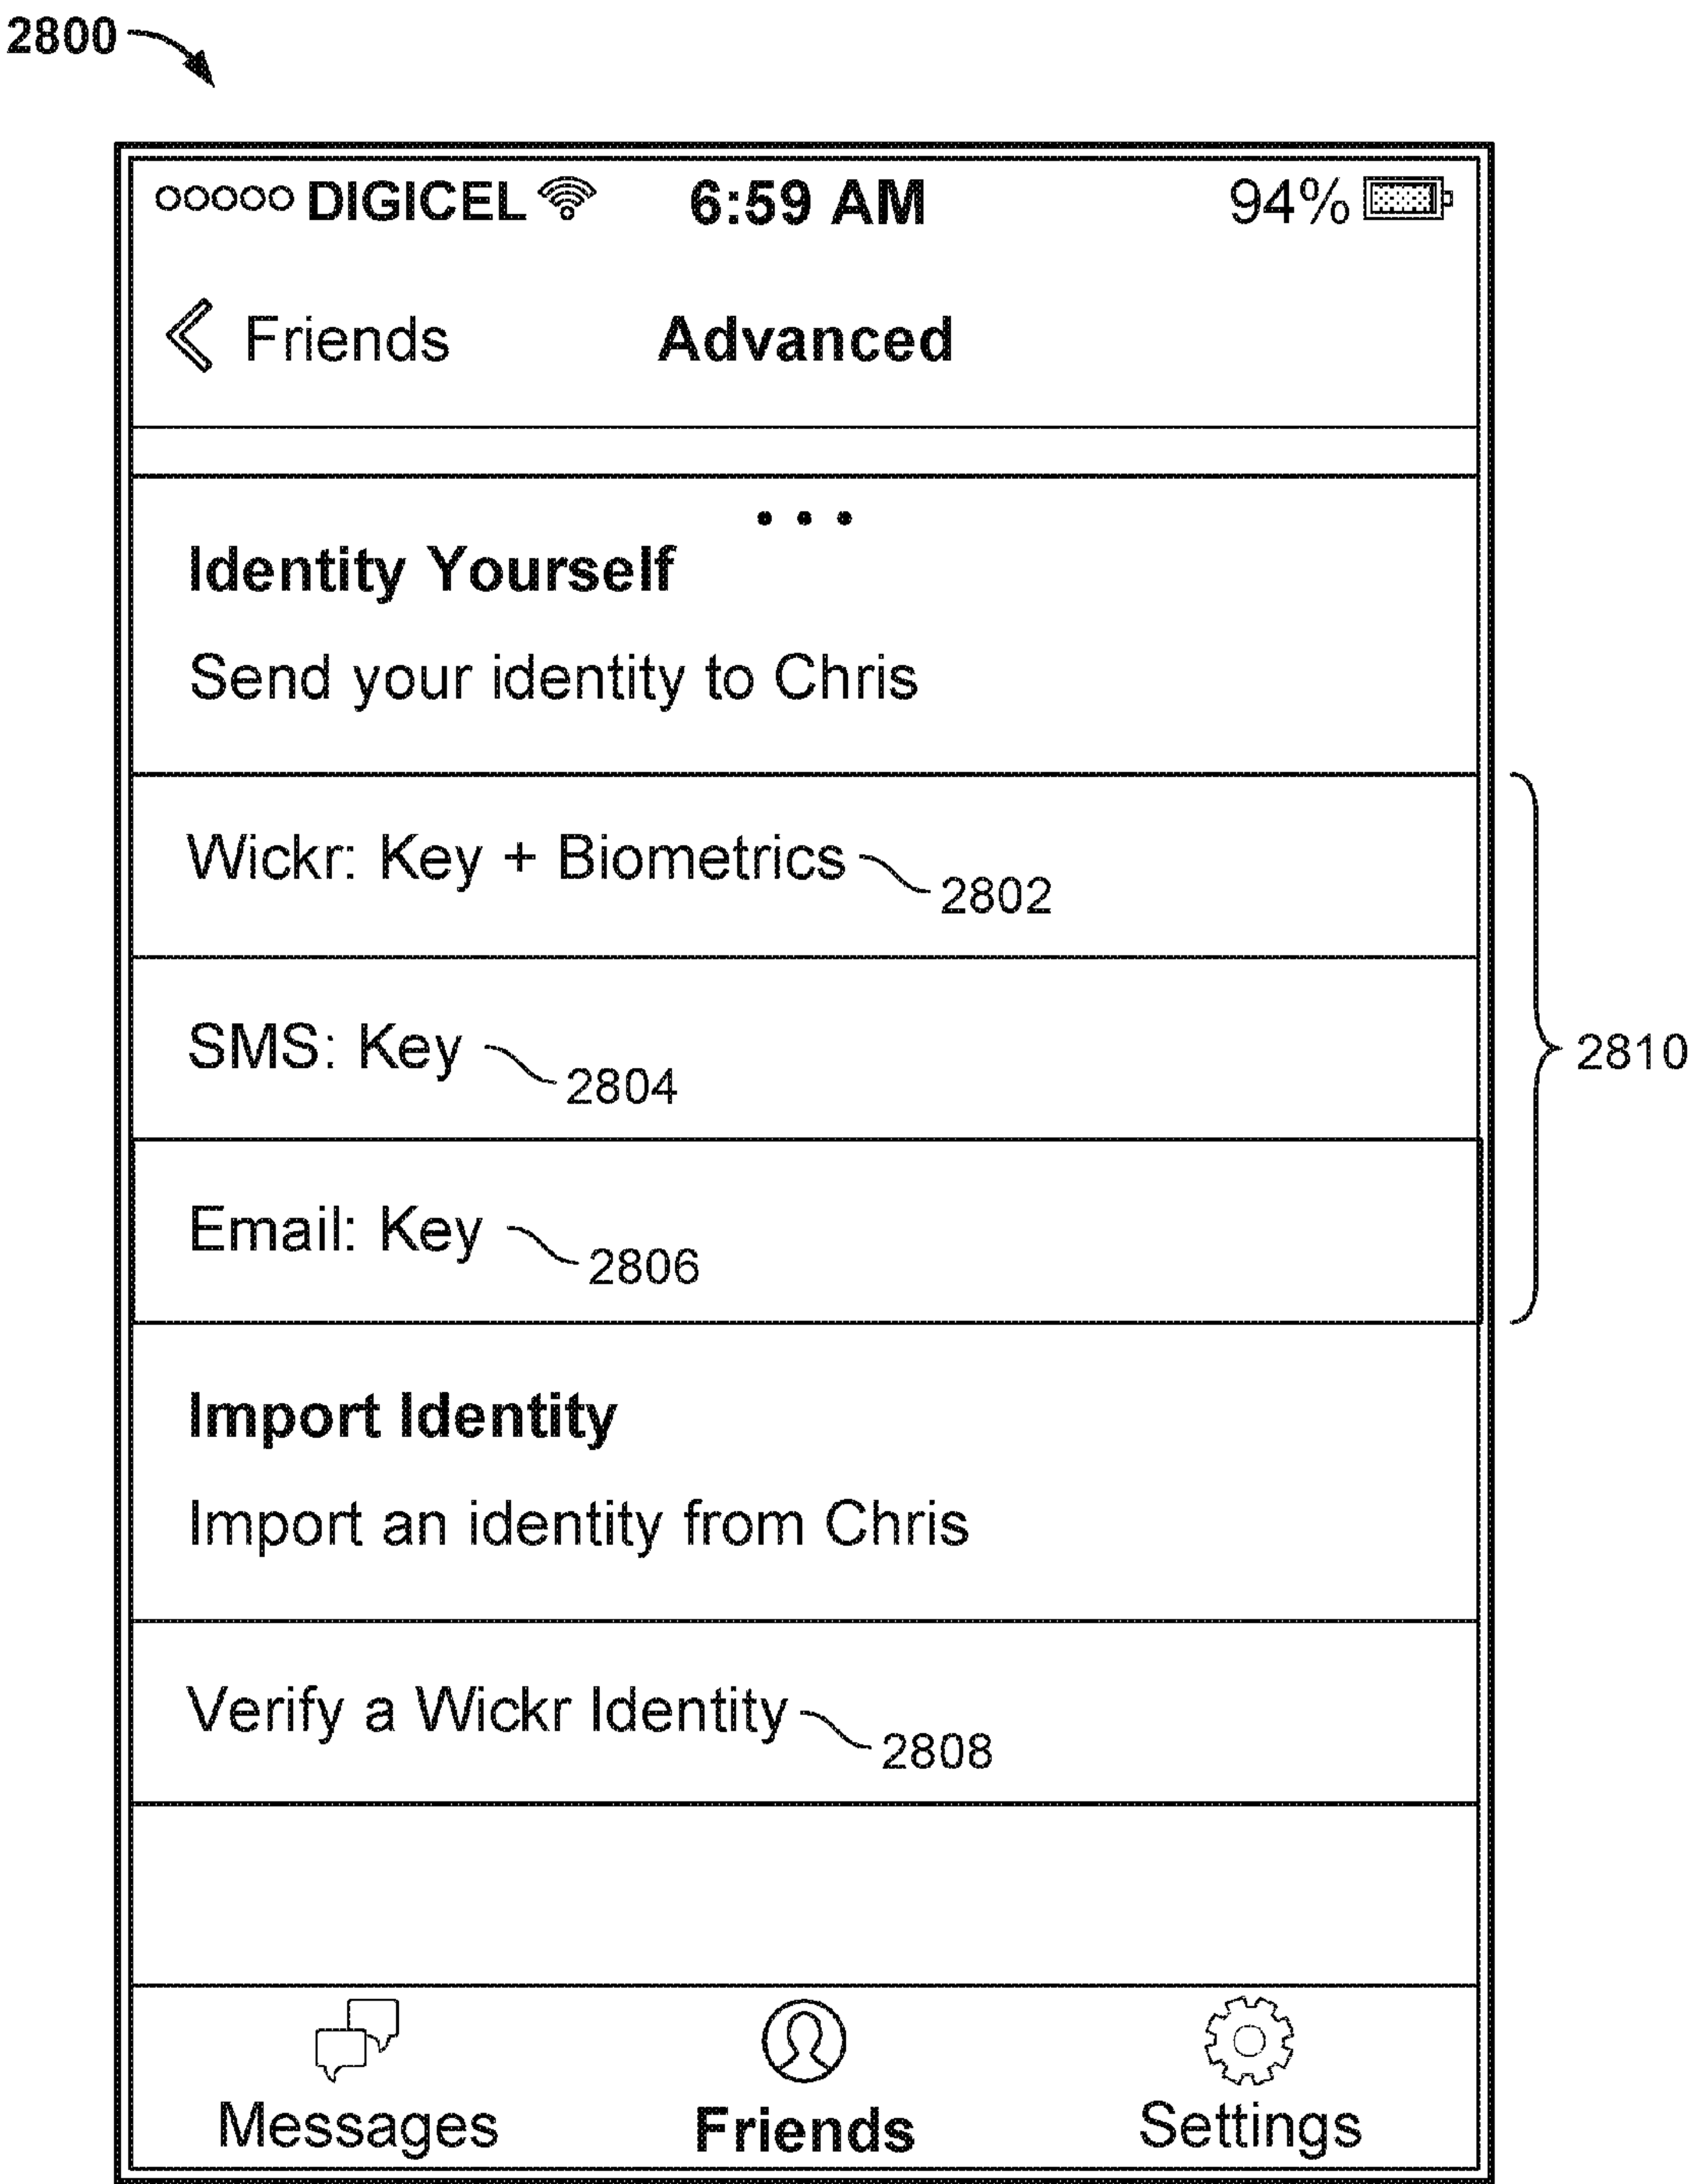 2800
DIGICEL 6:59 AM 94%
Friends Advanced
• • •
Identity Yourself
Send your identity to Chris
Wickr: Key + Biometrics 2802
SMS: Key 2804
2810
Email: Key 2806
Import Identity
Import an identity from Chris
Verify a Wickr Identity 2808
Messages Friends Settings